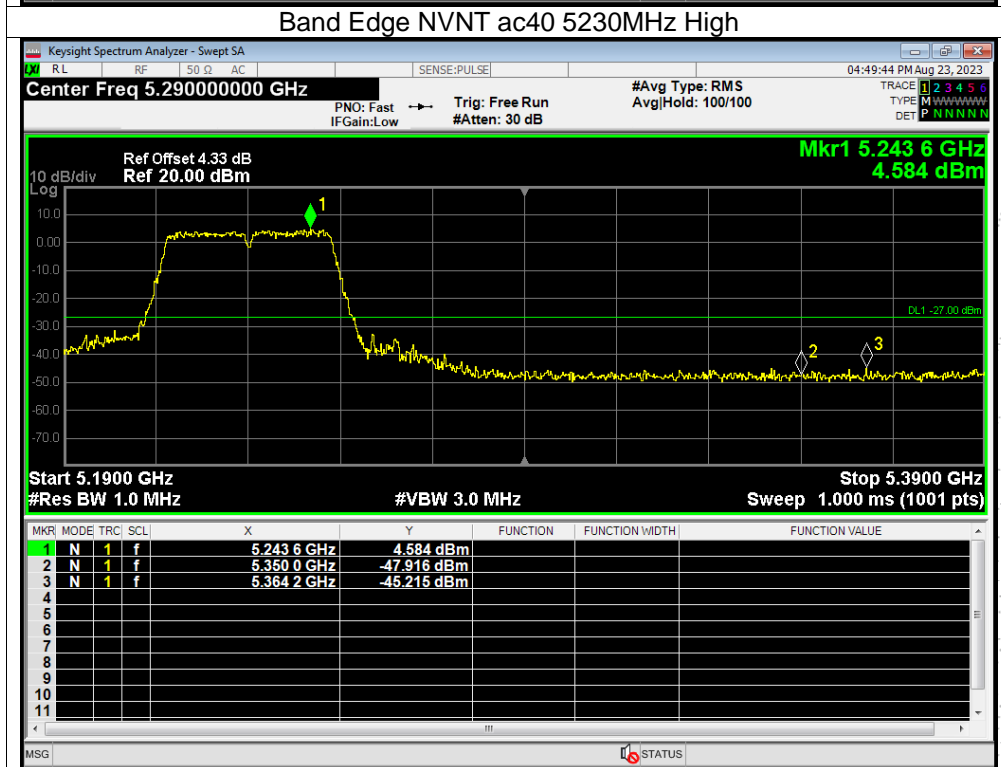 Band Edge NVNT ac40 5230MHz High
Keysight Spectrum Analyzer - Swept SA
LXI RL RF 50 Ω AC SENSE:PULSE 04:49:44 PM Aug 23, 2023
Center Freq 5.290000000 GHz #Avg Type: RMS TRACE 1 2 3 4 5 6
PNO: Fast Trig: Free Run Avg|Hold: 100/100 TYPE M WWWWW
IFGain:Low #Atten: 30 dB DET P N N N N N
Mkr1 5.243 6 GHz
Ref Offset 4.33 dB
10 dB/div Ref 20.00 dBm 4.584 dBm
Log
1
10.0
0.00
-10.0
-20.0
DL1 -27.00 dBm
-30.0
-40.0
2
3
-50.0
-60.0
-70.0
Start 5.1900 GHz Stop 5.3900 GHz
#Res BW 1.0 MHz #VBW 3.0 MHz Sweep 1.000 ms (1001 pts)
MKR MODE TRC SCL X Y FUNCTION FUNCTION WIDTH FUNCTION VALUE
1 N 1 f 5.243 6 GHz 4.584 dBm
2 N 1 f 5.350 0 GHz -47.916 dBm
3 N 1 f 5.364 2 GHz -45.215 dBm
4
5
6
7
8
9
10
11
MSG STATUS